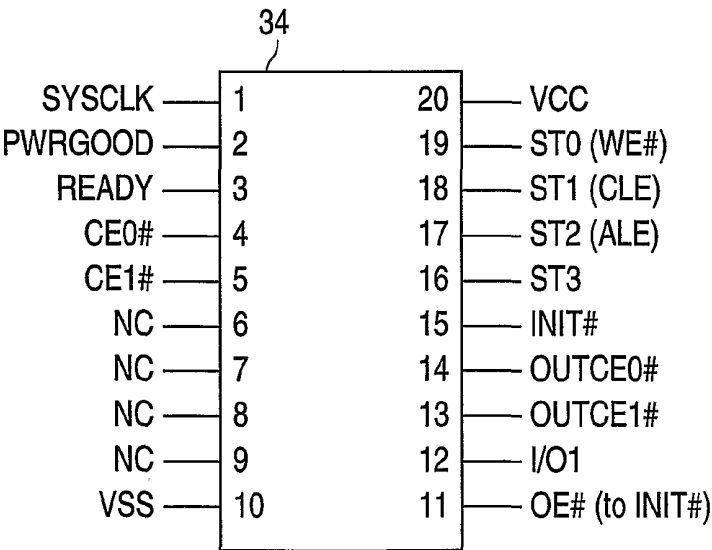 34
SYSCLK 1 20 VCC
PWRGOOD 2 19 ST0 (WE#)
READY 3 18 ST1 (CLE)
CE0# 4 17 ST2 (ALE)
CE1# 5 16 ST3
NC 6 15 INIT#
NC 7 14 OUTCE0#
NC 8 13 OUTCE1#
NC 9 12 I/O1
VSS 10 11 OE# (to INIT#)